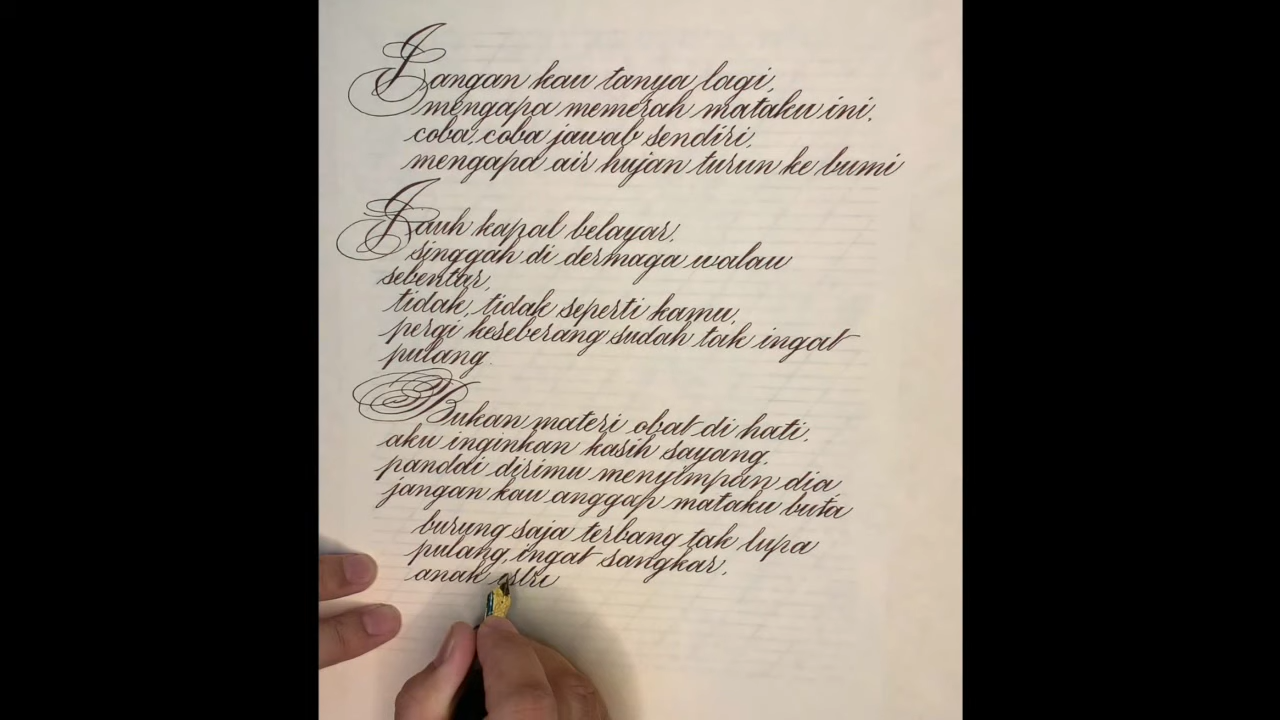 Jangan kau tanya lagi,
mengapa memerah mataku ini,
coba, coba jawab sendiri,
mengapa air hujan turun ke bumi
Jauh kapal belayar,
singgah di dermaga walau
sebentar,
tidak, tidak seperti kamu,
pergi keseberang sudah tak ingat
pulang.
Bukan materi obat di hati,
aku inginkan kasih sayang,
pandai dirimu menyimpan dia
jangan kau anggap mataku buta
burung saja terbang tak lupa
pulang, ingat sangkar,
anak istri